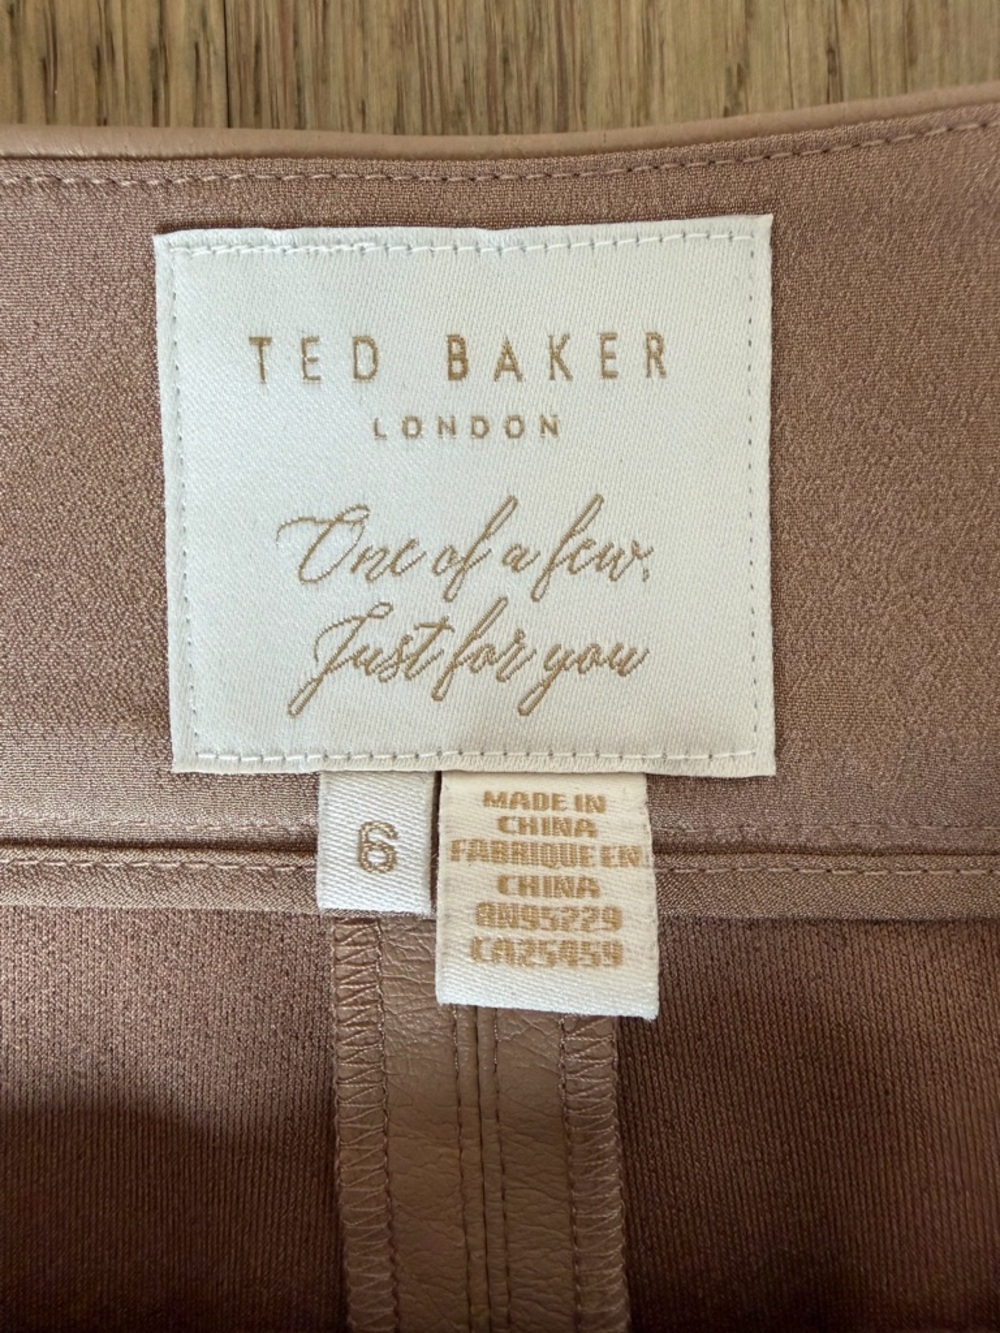 TED BAKER
LONDON
One of a few.
Just for you
6
MADE IN
CHINA
FABRIQUE EN
CHINA
RN95229
CA25459